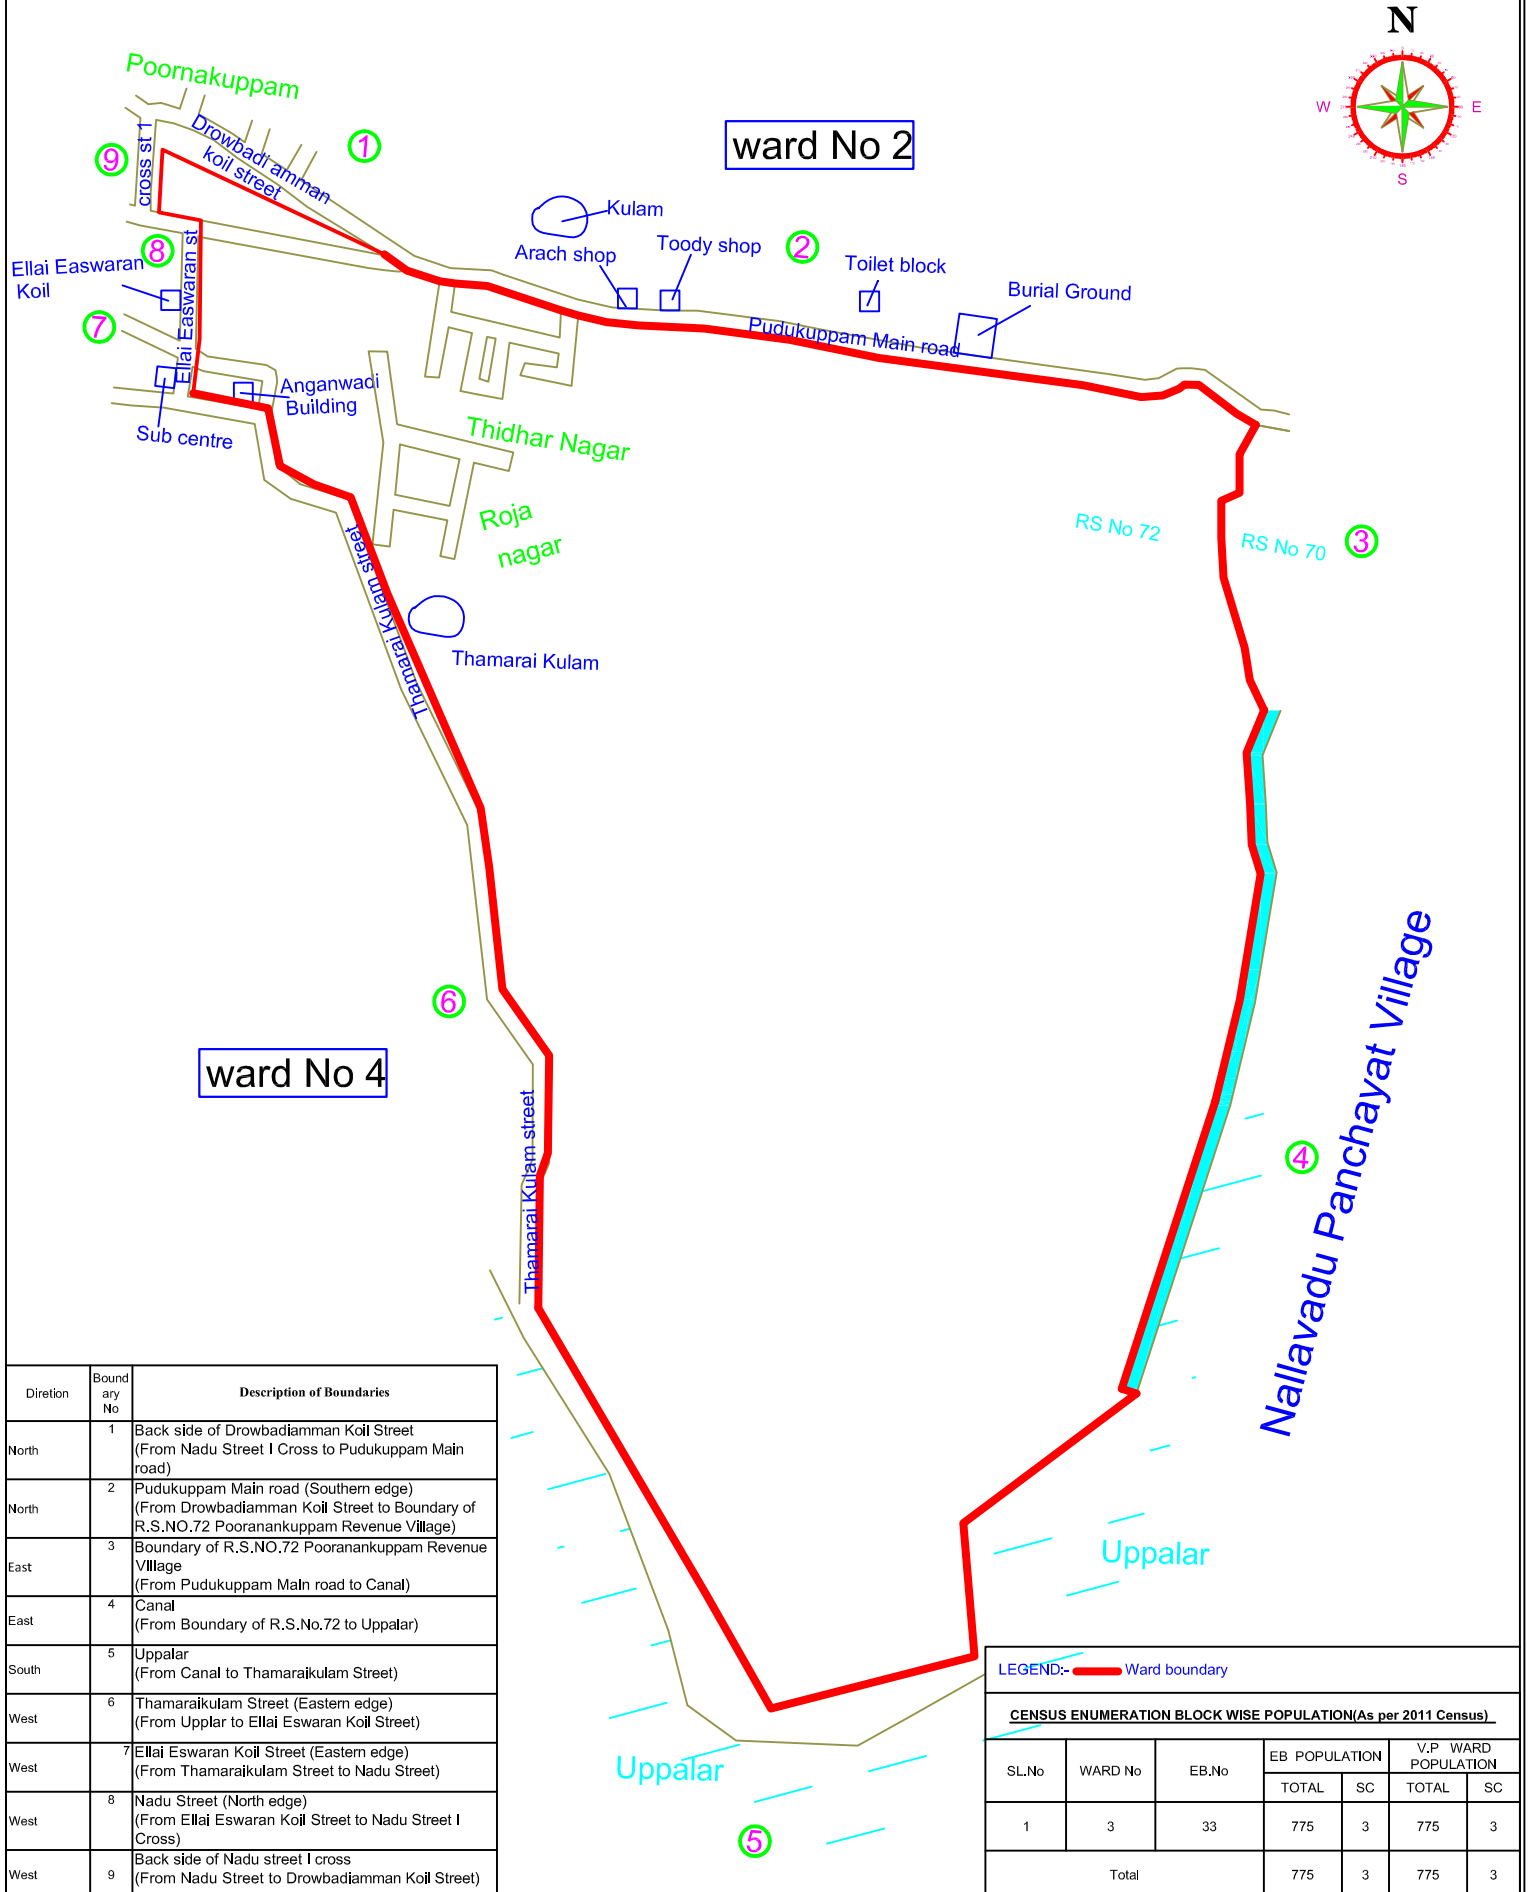 N
W
E
S
Poornakuppam
1
ward No 2
Drowbadi amman
koil street
cross st 1
9
Kulam
Arach shop
Toody shop
2
Toilet block
Burial Ground
8
Ellai Easwaran
Koil
Ellai Easwaran st
7
Pudukuppam Main road
Anganwadi
Building
Sub centre
Thidhar Nagar
Roja
nagar
RS No 72
RS No 70
3
Thamarai Kulam street
Thamarai Kulam
6
ward No 4
Thamarai Kulam street
4
Nallavadu Panchayat Village
Uppalar
Uppalar
5
Diretion
Bound
ary
No
Description of Boundaries
North
1
Back side of Drowbadiamman Koil Street
(From Nadu Street I Cross to Pudukuppam Main
road)
North
2
Pudukuppam Main road (Southern edge)
(From Drowbadiamman Koil Street to Boundary of
R.S.NO.72 Pooranankuppam Revenue Village)
East
3
Boundary of R.S.NO.72 Pooranankuppam Revenue
VIllage
(From Pudukuppam MaIn road to Canal)
East
4
Canal
(From Boundary of R.S.No.72 to Uppalar)
South
5
Uppalar
(From Canal to Thamaraikulam Street)
West
6
Thamaraikulam Street (Eastern edge)
(From Upplar to Ellai Eswaran Koil Street)
West
7
Ellai Eswaran Koil Street (Eastern edge)
(From Thamaraikulam Street to Nadu Street)
West
8
Nadu Street (North edge)
(From Ellai Eswaran Koil Street to Nadu Street I
Cross)
West
9
Back side of Nadu street I cross
(From Nadu Street to Drowbadiamman Koil Street)
LEGEND:- Ward boundary
CENSUS ENUMERATION BLOCK WISE POPULATION(As per 2011 Census)
SL.No
WARD No
EB.No
EB POPULATION
V.P WARD
POPULATION
TOTAL SC TOTAL SC
1 3 33 775 3 775 3
Total 775 3 775 3